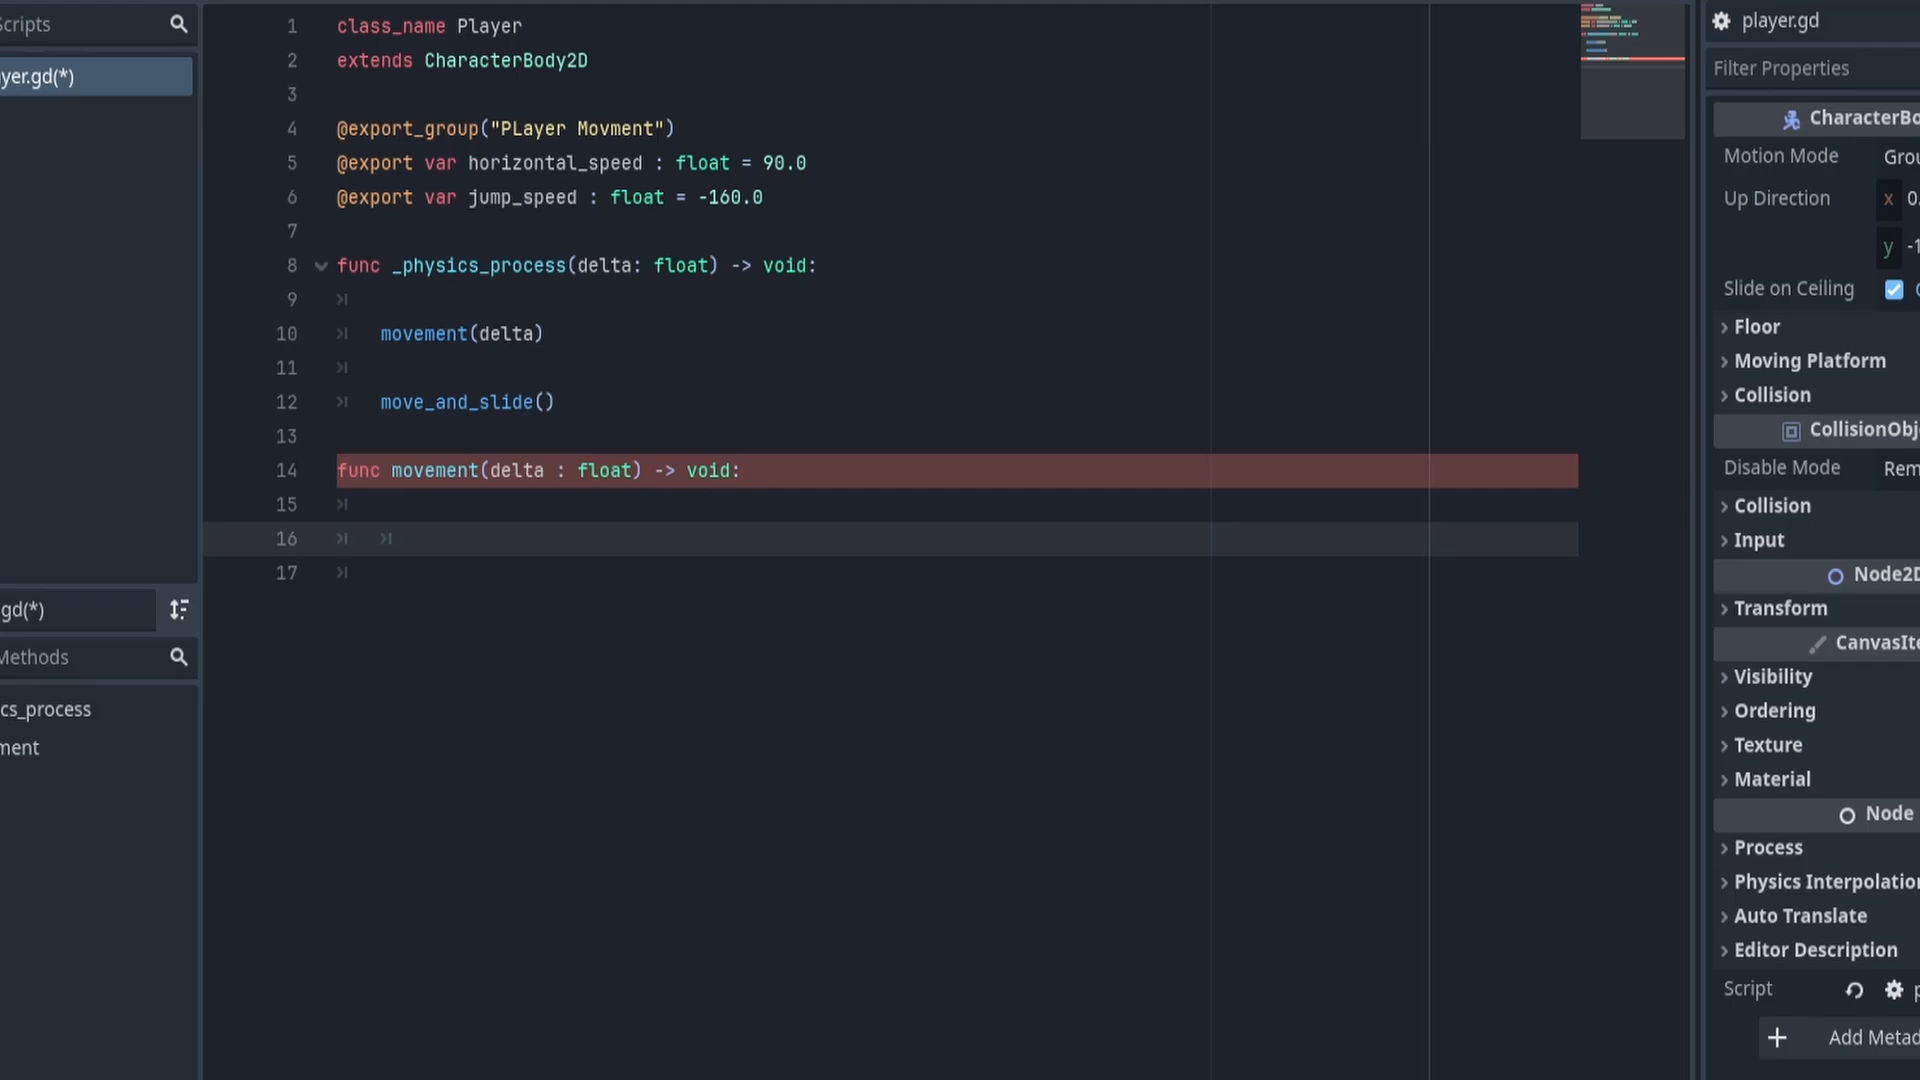 Scripts
yer.gd(*)
gd(*)
Methods
cs_process
ment
1 class_name Player
2 extends CharacterBody2D
3
4 @export_group("PLayer Movment")
5 @export var horizontal_speed : float = 90.0
6 @export var jump_speed : float = -160.0
7
8 func _physics_process(delta: float) -> void:
9
10 movement(delta)
11
12 move_and_slide()
13
14 func movement(delta : float) -> void:
15
16
17
player.gd
Filter Properties
CharacterBo
Motion Mode Grou
Up Direction x 0.
y -1
Slide on Ceiling
Floor
Moving Platform
Collision
CollisionObj
Disable Mode Rem
Collision
Input
Node2D
Transform
CanvasIte
Visibility
Ordering
Texture
Material
Node
Process
Physics Interpolation
Auto Translate
Editor Description
Script p
Add Metad